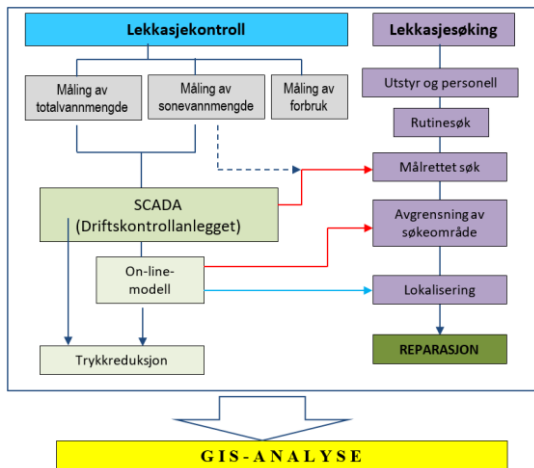 Lekkasjekontroll
Lekkasjesøking
Måling av
totalvannmengde
Måling av
sonevannmengde
Måling av
forbruk
Utstyr og personell
Rutinesøk
Målrettet søk
SCADA
(Driftskontrollanlegget)
Avgrensning av
søkeområde
On-line-
modell
Lokalisering
Trykkreduksjon
REPARASJON
GIS-ANALYSE